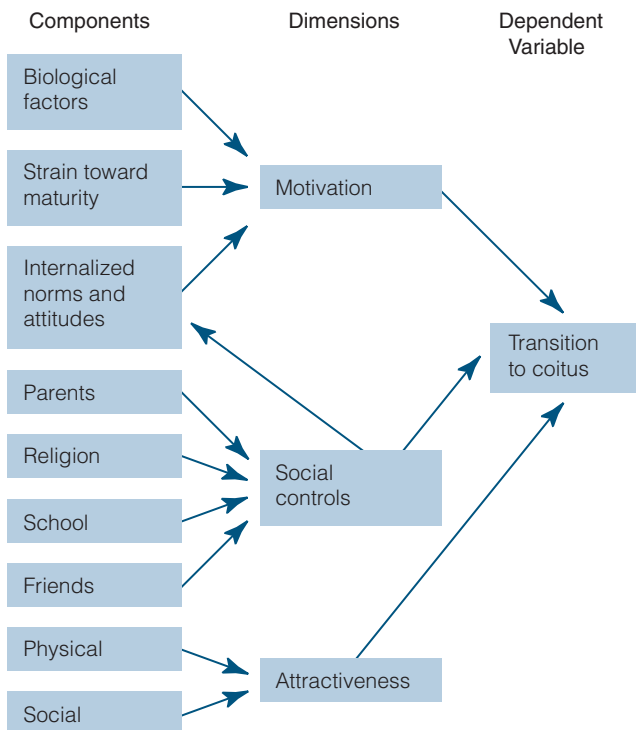 Components
Dimensions
Dependent
Variable
Biological
factors
Strain toward
maturity
Internalized
norms and
attitudes
Parents
Religion
School
Friends
Physical
Social
Motivation
Social
controls
Attractiveness
Transition
to coitus